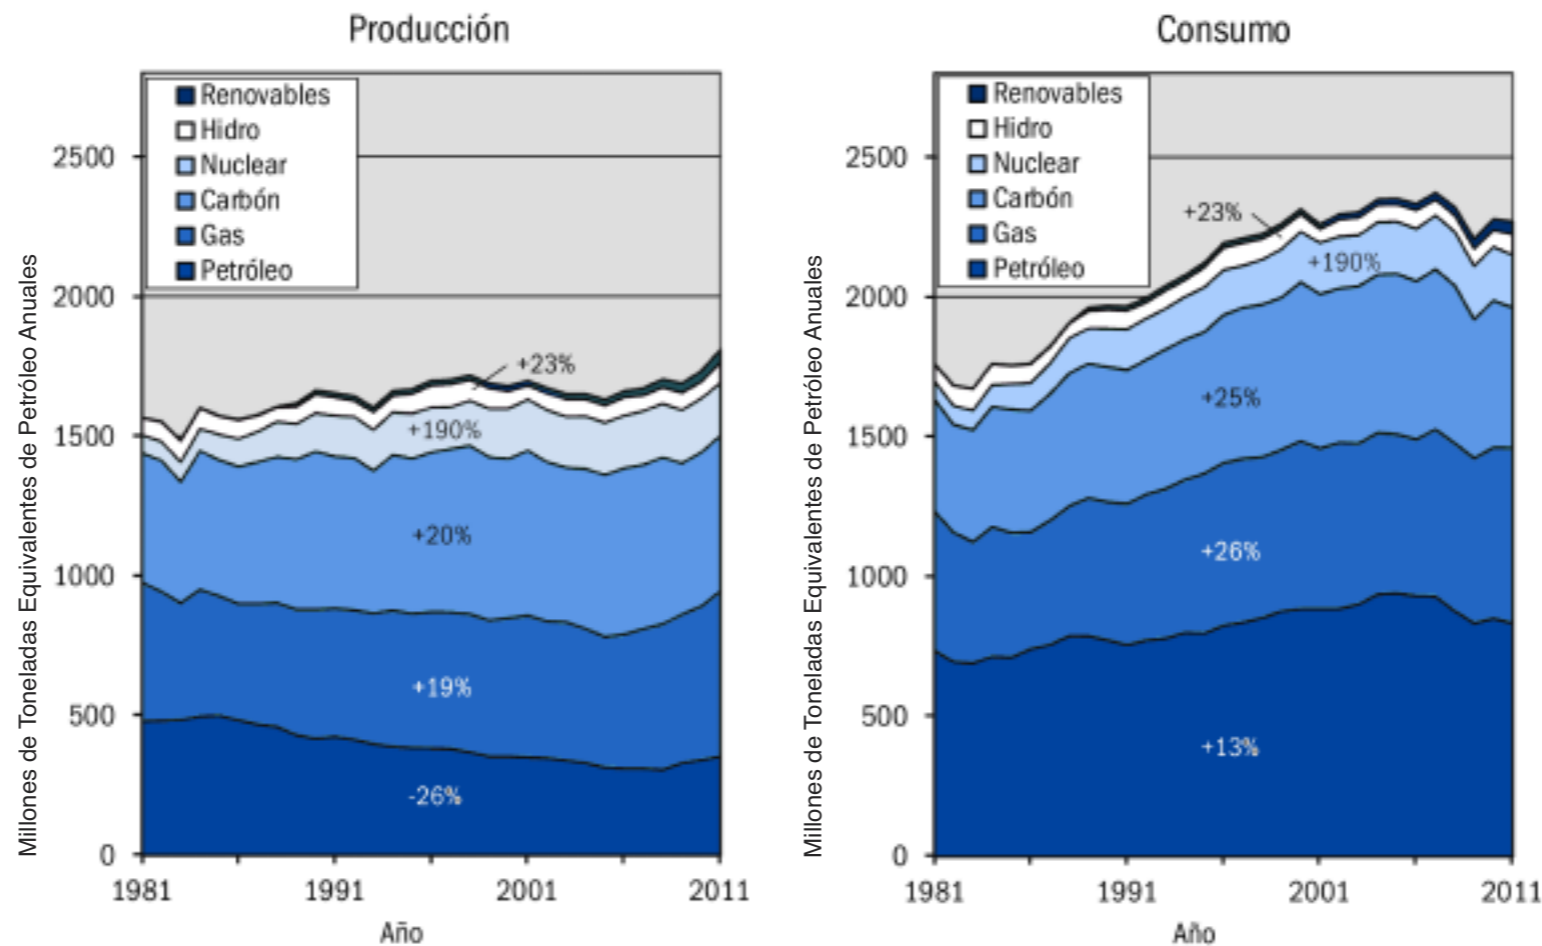 Producción
Renovables
Hidro
Nuclear
Carbón
Gas
Petróleo
2500
2000
1500
1000
500
0
+23%
+190%
+20%
+19%
-26%
1981
1991
2001
2011
Año
Millones de Toneladas Equivalentes de Petróleo Anuales
Consumo
Renovables
Hidro
Nuclear
Carbón
Gas
Petróleo
2500
2000
1500
1000
500
0
+23%
+190%
+25%
+26%
+13%
1981
1991
2001
2011
Año
Millones de Toneladas Equivalentes de Petróleo Anuales